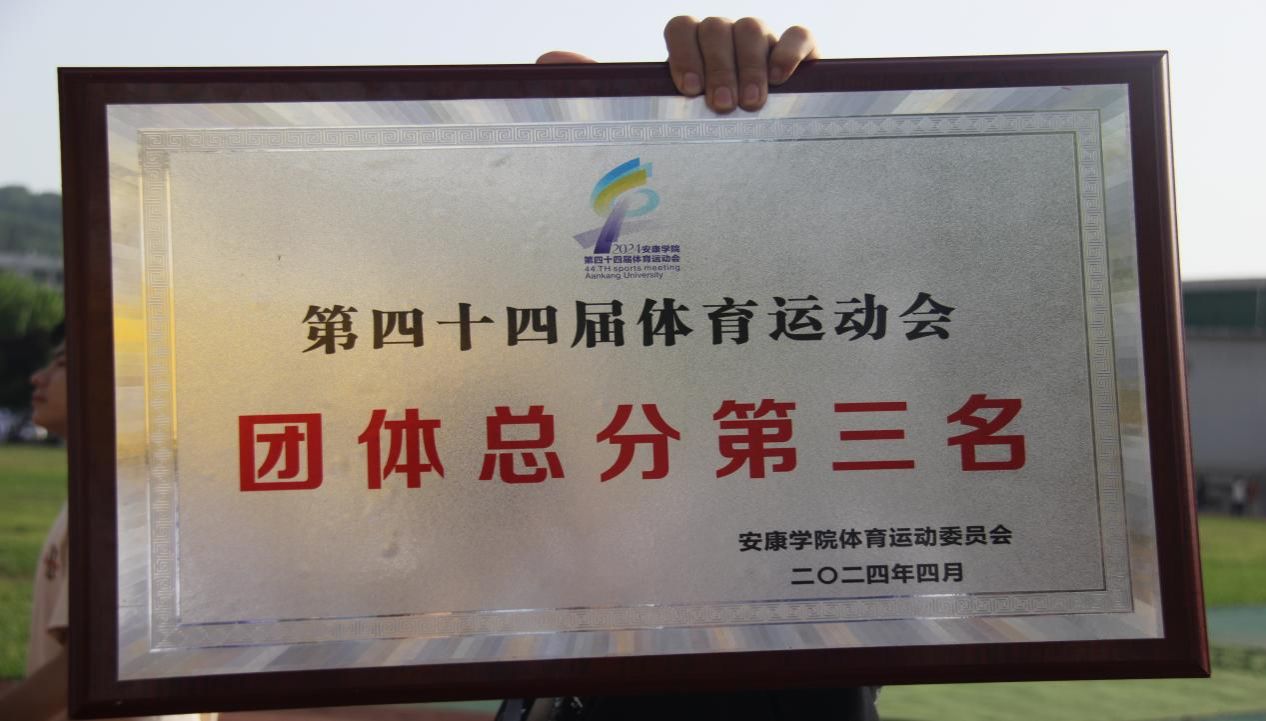 2024安康学院
第四十四届体育运动会
44.TH sports meeting
Aankang University
第四十四届体育运动会
团体总分第三名
安康学院体育运动委员会
二〇二四年四月